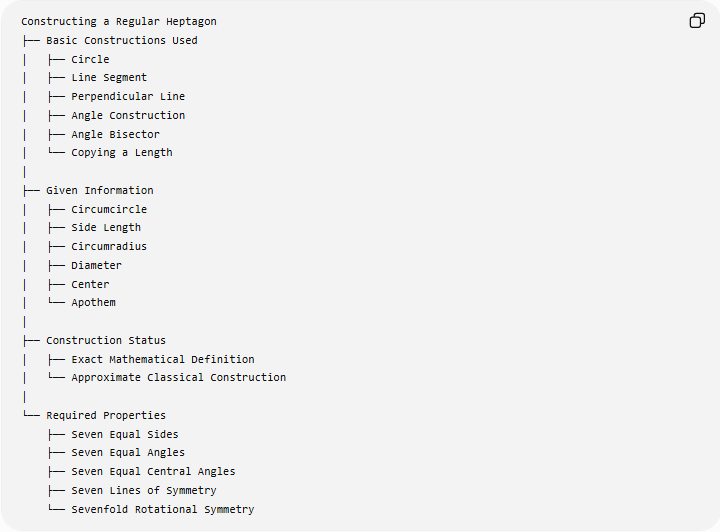 Constructing a Regular Heptagon
├── Basic Constructions Used
│   ├── Circle
│   ├── Line Segment
│   ├── Perpendicular Line
│   ├── Angle Construction
│   ├── Angle Bisector
│   └── Copying a Length
│
├── Given Information
│   ├── Circumcircle
│   ├── Side Length
│   ├── Circumradius
│   ├── Diameter
│   ├── Center
│   └── Apothem
│
├── Construction Status
│   ├── Exact Mathematical Definition
│   └── Approximate Classical Construction
│
└── Required Properties
    ├── Seven Equal Sides
    ├── Seven Equal Angles
    ├── Seven Equal Central Angles
    ├── Seven Lines of Symmetry
    └── Sevenfold Rotational Symmetry